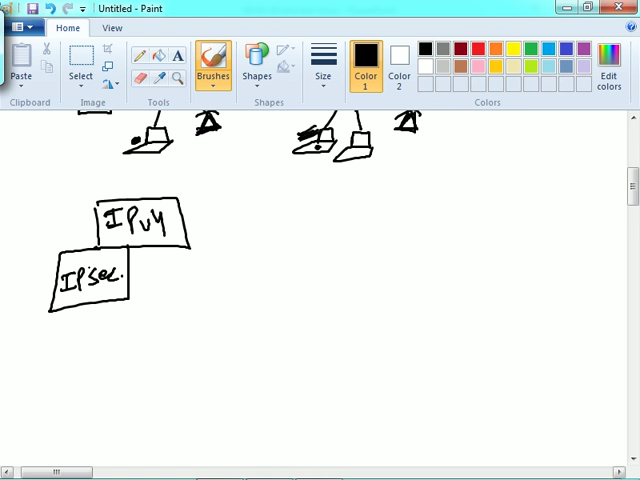 Untitled - Paint
Home View
Paste
Select
Brushes
Shapes
Size
Color 1
Color 2
Edit colors
Clipboard Image Tools Shapes Colors
IPv4
IPsec.